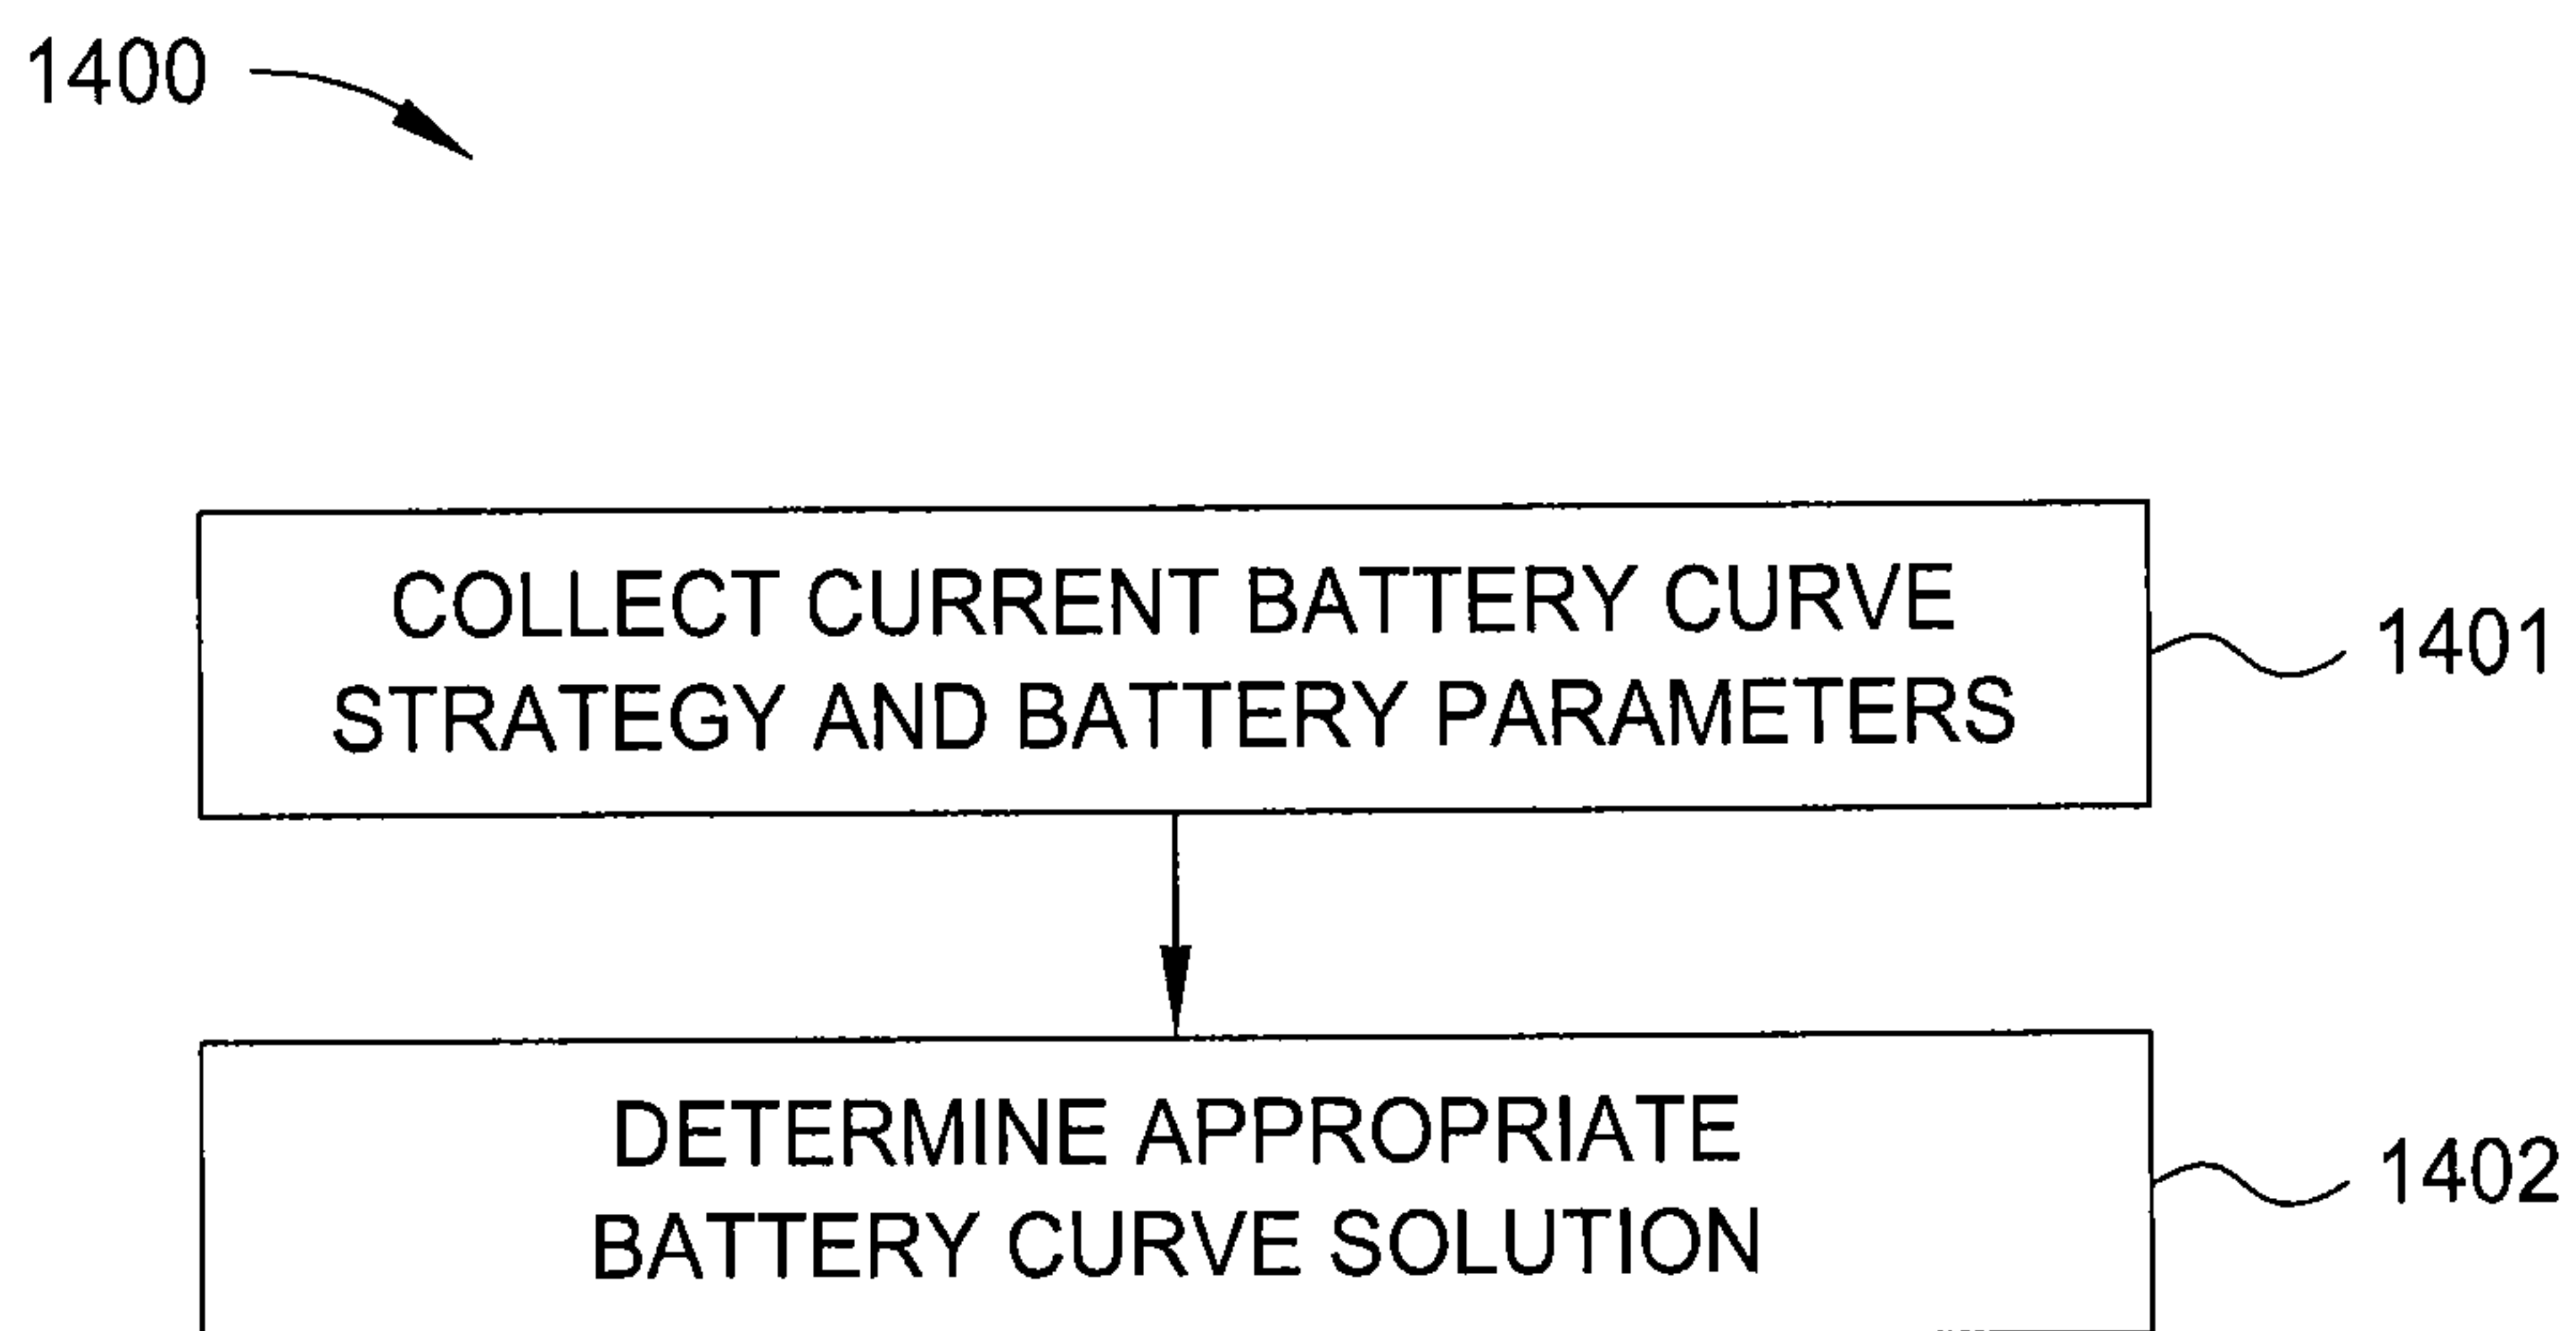 1400
COLLECT CURRENT BATTERY CURVE
STRATEGY AND BATTERY PARAMETERS
1401
DETERMINE APPROPRIATE
BATTERY CURVE SOLUTION
1402